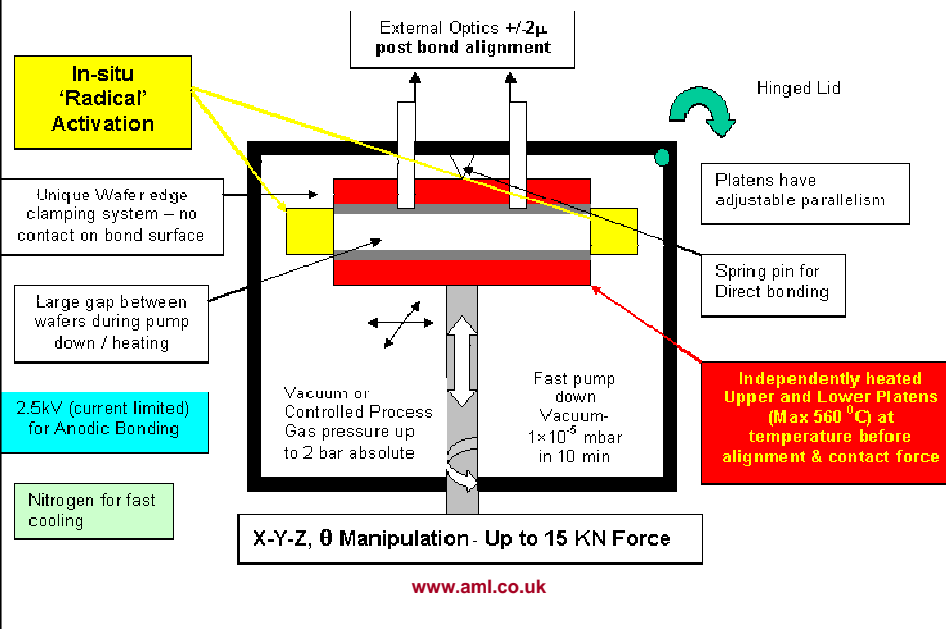 External Optics +/-2µ
post bond alignment
In-situ
‘Radical’
Activation
Hinged Lid
Unique Wafer edge
clamping system – no
contact on bond surface
Platens have
adjustable parallelism
Spring pin for
Direct bonding
Large gap between
wafers during pump
down / heating
2.5kV (current limited)
for Anodic Bonding
Nitrogen for fast
cooling
Vacuum or
Controlled Process
Gas pressure up
to 2 bar absolute
Fast pump
down
Vacuum-
1×10⁻⁵ mbar
in 10 min
Independently heated
Upper and Lower Platens
(Max 560 ⁰C) at
temperature before
alignment & contact force
X-Y-Z, θ Manipulation- Up to 15 KN Force
www.aml.co.uk